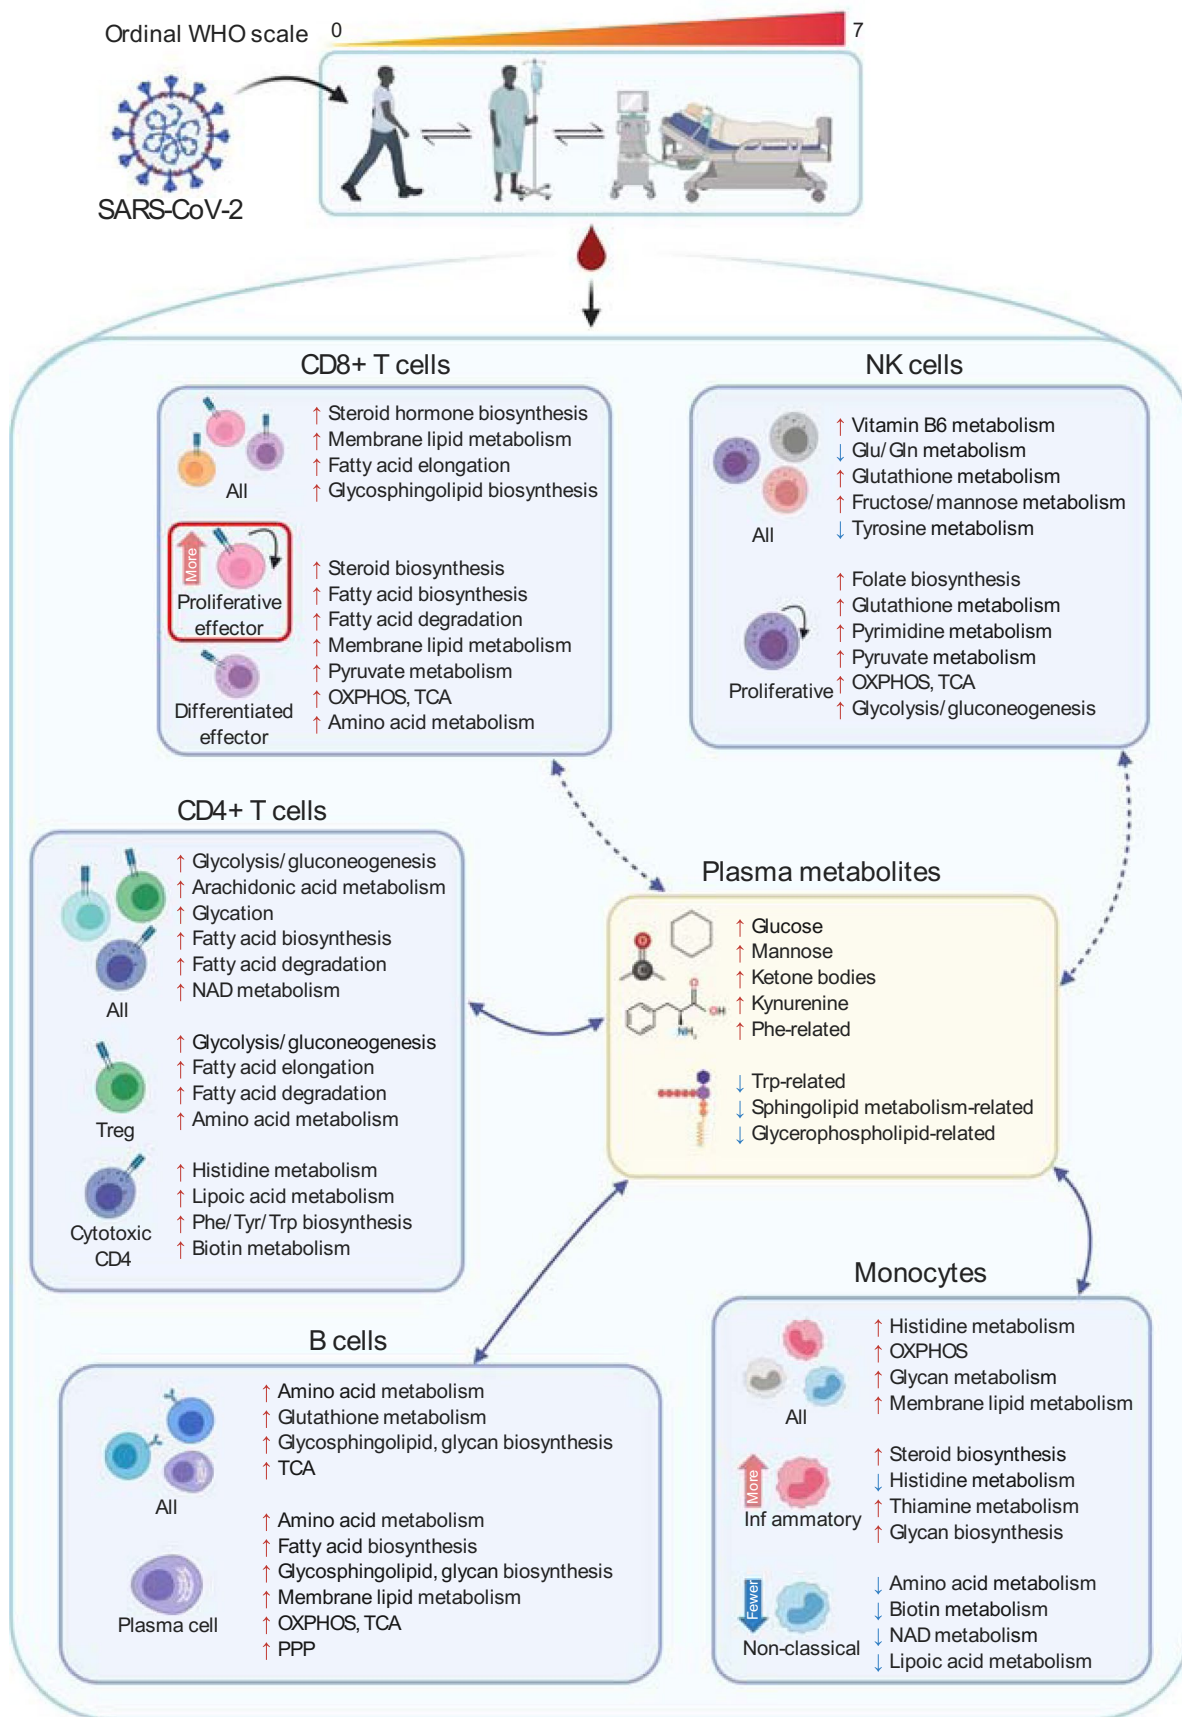 Ordinal WHO scale 0 7
SARS-CoV-2
CD8+ T cells
↑ Steroid hormone biosynthesis
↑ Membrane lipid metabolism
↑ Fatty acid elongation
↑ Glycosphingolipid biosynthesis
All
More
Proliferative
effector
Differentiated
effector
↑ Steroid biosynthesis
↑ Fatty acid biosynthesis
↑ Fatty acid degradation
↑ Membrane lipid metabolism
↑ Pyruvate metabolism
↑ OXPHOS, TCA
↑ Amino acid metabolism
NK cells
↑ Vitamin B6 metabolism
↓ Glu/Gln metabolism
↑ Glutathione metabolism
↑ Fructose/mannose metabolism
↓ Tyrosine metabolism
All
↑ Folate biosynthesis
↑ Glutathione metabolism
↑ Pyrimidine metabolism
↑ Pyruvate metabolism
↑ OXPHOS, TCA
↑ Glycolysis/gluconeogenesis
Proliferative
CD4+ T cells
↑ Glycolysis/gluconeogenesis
↑ Arachidonic acid metabolism
↑ Glycation
↑ Fatty acid biosynthesis
↑ Fatty acid degradation
↑ NAD metabolism
All
↑ Glycolysis/gluconeogenesis
↑ Fatty acid elongation
↑ Fatty acid degradation
↑ Amino acid metabolism
Treg
↑ Histidine metabolism
↑ Lipoic acid metabolism
↑ Phe/Tyr/Trp biosynthesis
↑ Biotin metabolism
Cytotoxic
CD4
Plasma metabolites
O
C
O
OH
NH2
↑ Glucose
↑ Mannose
↑ Ketone bodies
↑ Kynurenine
↑ Phe-related
↓ Trp-related
↓ Sphingolipid metabolism-related
↓ Glycerophospholipid-related
B cells
↑ Amino acid metabolism
↑ Glutathione metabolism
↑ Glycosphingolipid, glycan biosynthesis
↑ TCA
All
↑ Amino acid metabolism
↑ Fatty acid biosynthesis
↑ Glycosphingolipid, glycan biosynthesis
↑ Membrane lipid metabolism
↑ OXPHOS, TCA
↑ PPP
Plasma cell
Monocytes
↑ Histidine metabolism
↑ OXPHOS
↑ Glycan metabolism
↑ Membrane lipid metabolism
All
More
Inf ammatory
↑ Steroid biosynthesis
↓ Histidine metabolism
↑ Thiamine metabolism
↑ Glycan biosynthesis
Fewer
Non-classical
↓ Amino acid metabolism
↓ Biotin metabolism
↓ NAD metabolism
↓ Lipoic acid metabolism